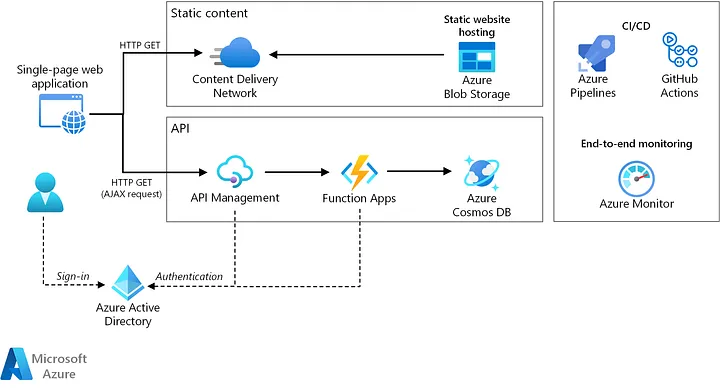 Static content
Static website
hosting
HTTP GET
Content Delivery
Network
Azure
Blob Storage
Single-page web
application
API
HTTP GET
(AJAX request)
API Management
Function Apps
Azure
Cosmos DB
Sign-in
Authentication
Azure Active
Directory
CI/CD
Azure
Pipelines
GitHub
Actions
End-to-end monitoring
Azure Monitor
Microsoft
Azure